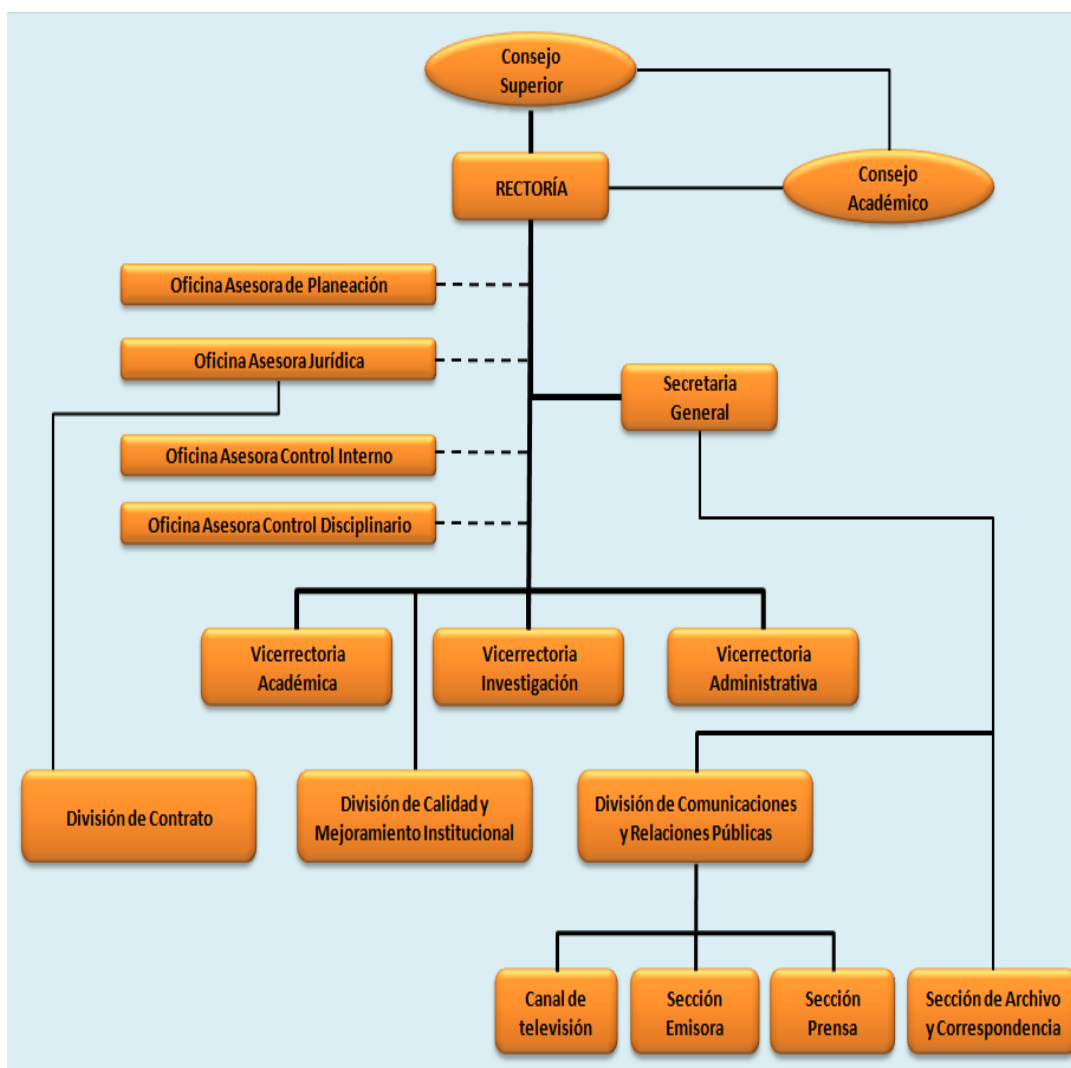 Consejo
Superior
RECTORÍA
Consejo
Académico
Oficina Asesora de Planeación
Oficina Asesora Jurídica
Secretaria
General
Oficina Asesora Control Interno
Oficina Asesora Control Disciplinario
Vicerrectoria
Académica
Vicerrectoria
Investigación
Vicerrectoria
Administrativa
División de Contrato
División de Calidad y
Mejoramiento Institucional
División de Comunicaciones
y Relaciones Públicas
Canal de
televisión
Sección
Emisora
Sección
Prensa
Sección de Archivo
y Correspondencia